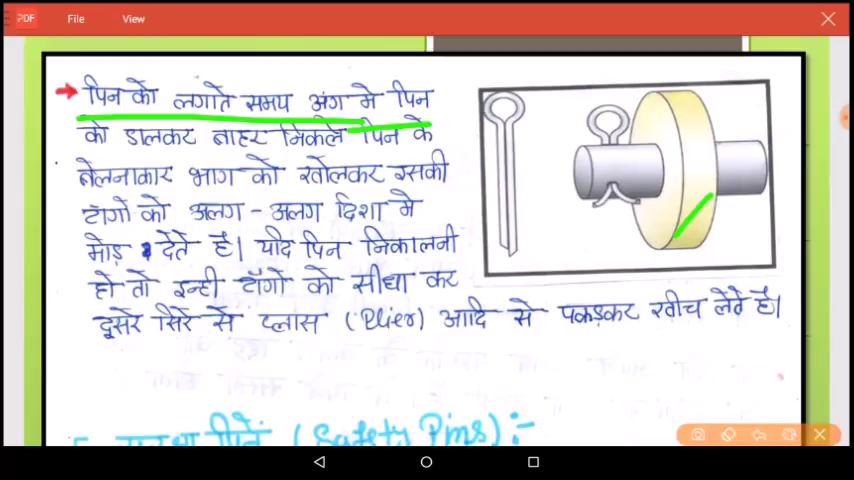 PDF File View
पिन को लगाते समय अंग मे पिन
को डालकर बाहर निकले पिन के
बेलनाकार भाग को खोलकर इसकी
टाँगो को अलग - अलग दिशा मे
मोड़ देते है। यदि पिन निकालनी
हो तो इन्ही टाँगो को सीधा कर
दूसरे सिरे से प्लास (Plier) आदि से पकड़कर खीच लेते है।
(Safety Pins) :-